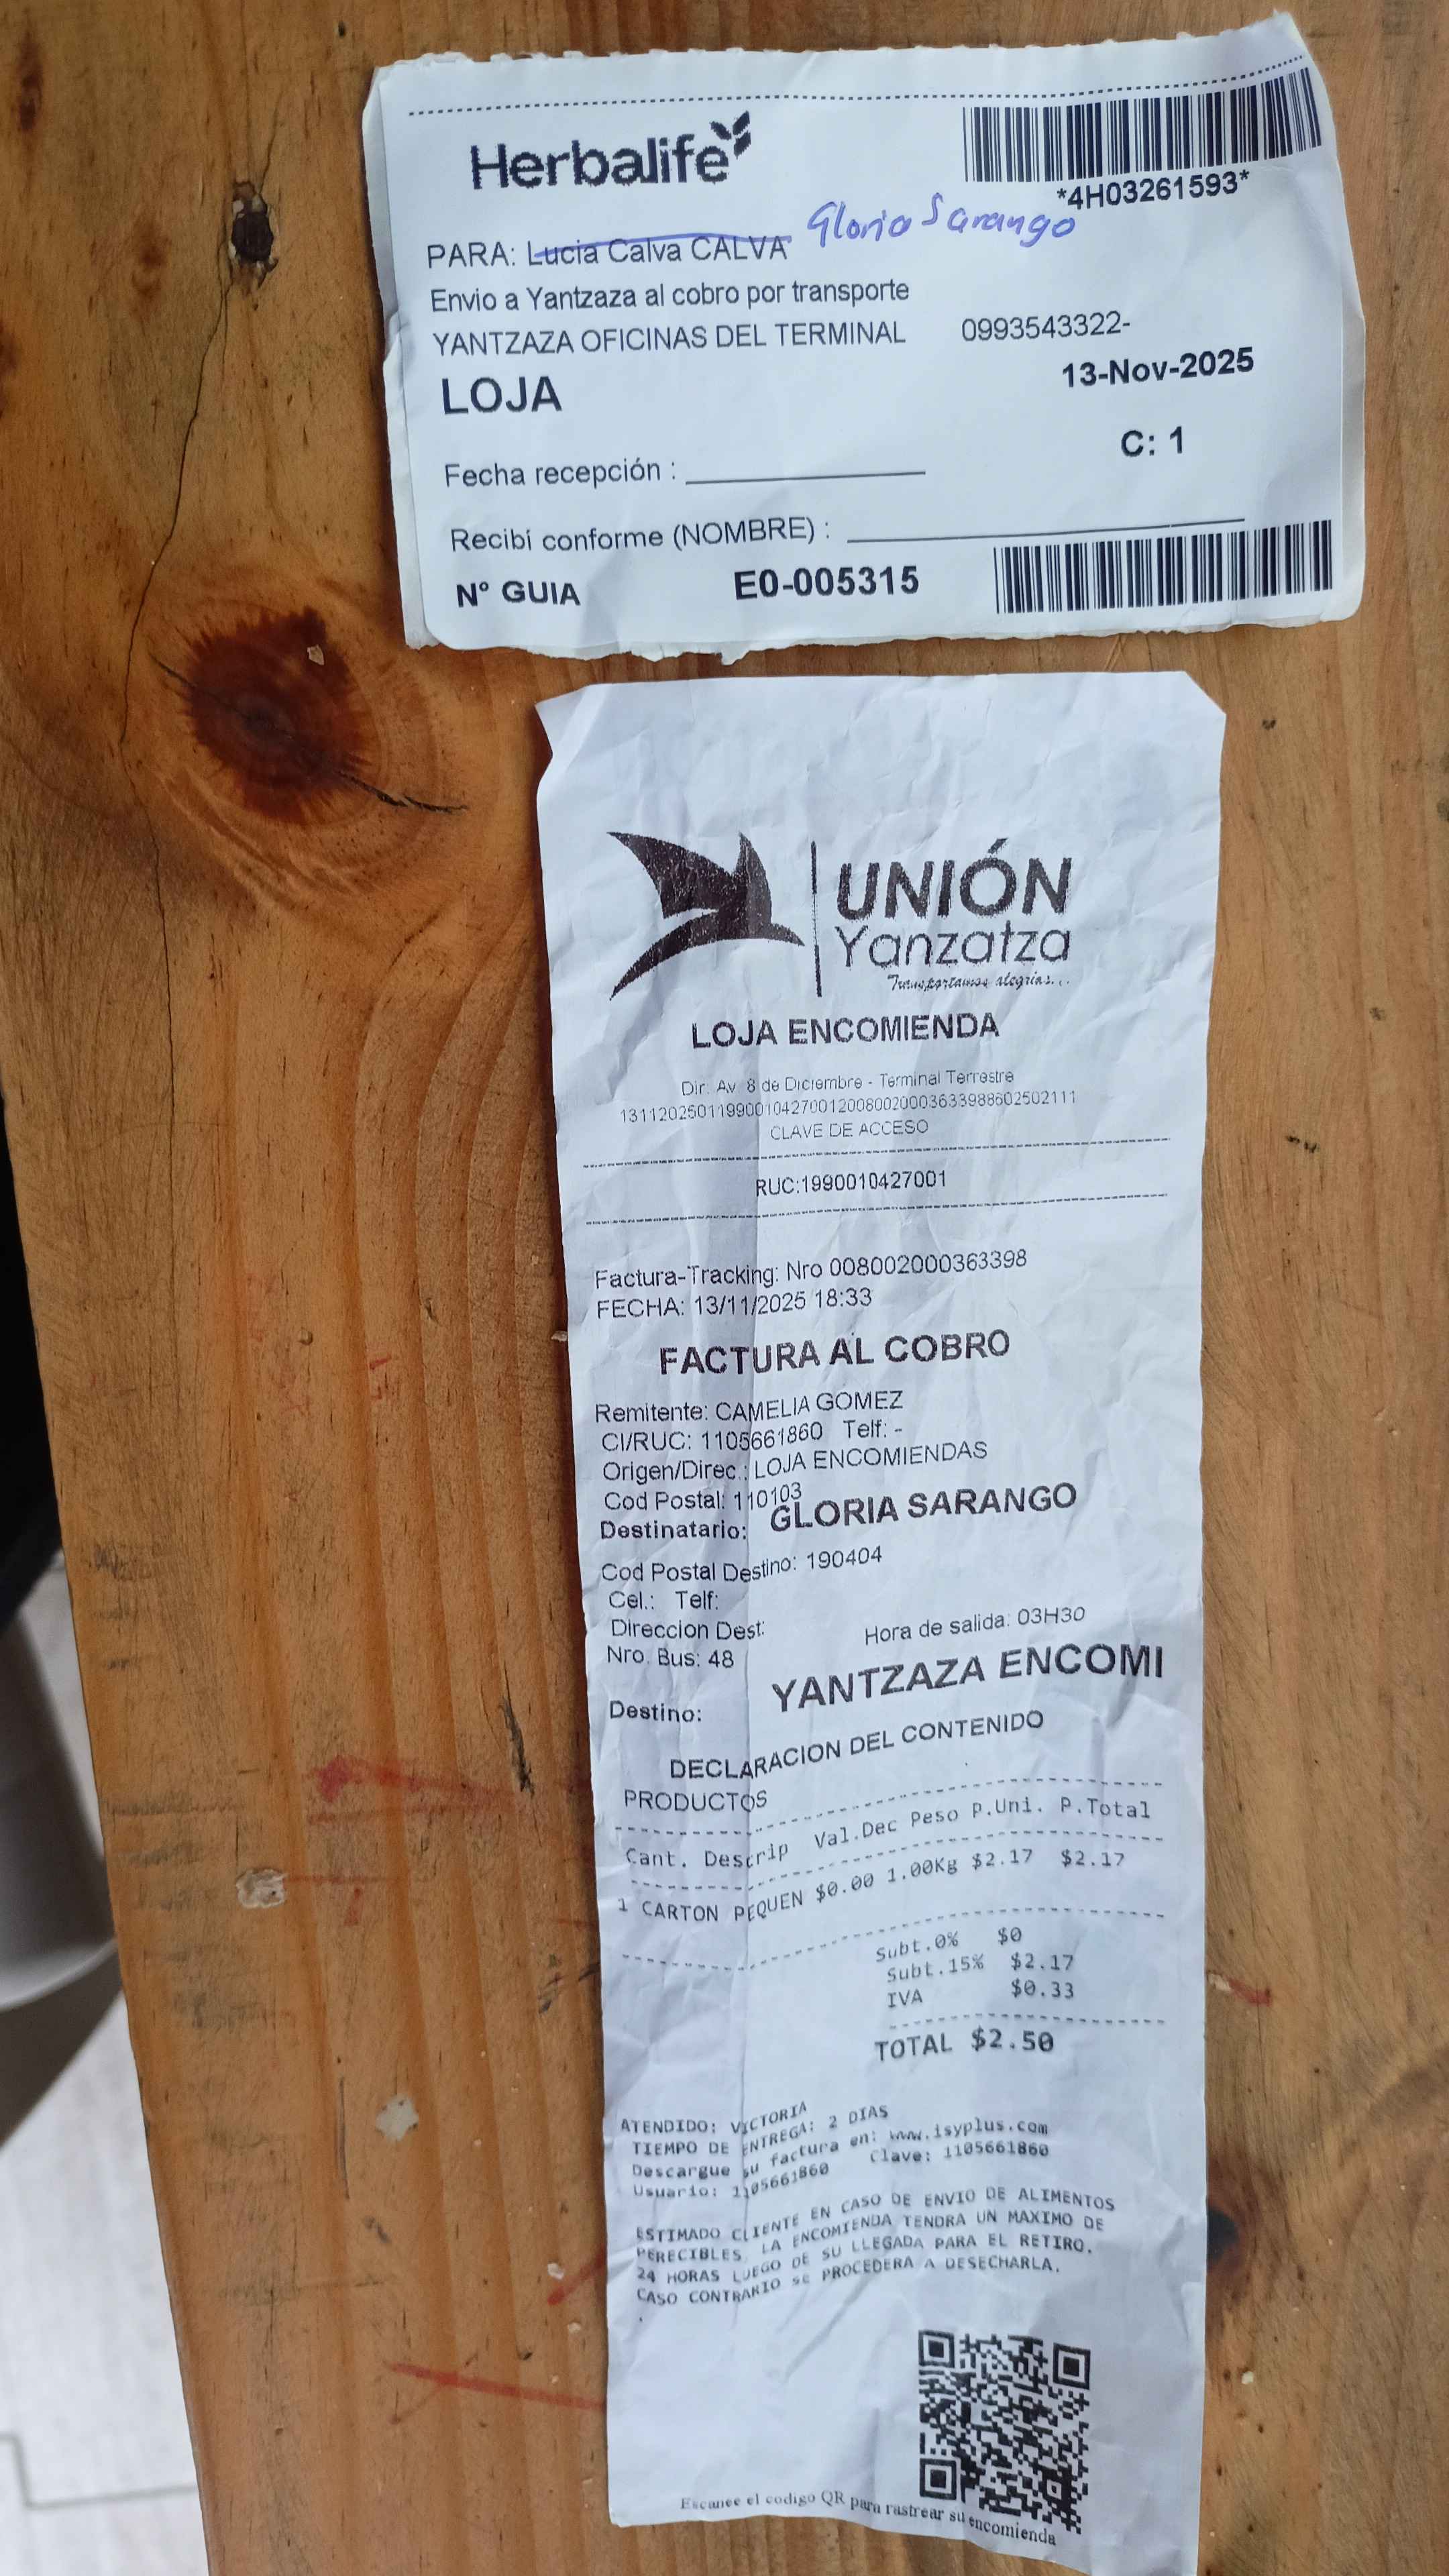 Herbalife
*4H03261593*
PARA: Lucia Calva CALVA Gloria Sarango
Envio a Yantzaza al cobro por transporte
YANTZAZA OFICINAS DEL TERMINAL 0993543322-
LOJA 13-Nov-2025
C: 1
Fecha recepción :
Recibí conforme (NOMBRE) :
N° GUIA E0-005315
UNIÓN
Yanzatza
Transportamos alegrías...
LOJA ENCOMIENDA
Dir: Av. 8 de Diciembre - Terminal Terrestre
1311202501199001042700120080020003633988602502111
CLAVE DE ACCESO
RUC:1990010427001
Factura-Tracking: Nro 008002000363398
FECHA: 13/11/2025 18:33
FACTURA AL COBRO
Remitente: CAMELIA GOMEZ
CI/RUC: 1105661860 Telf: -
Origen/Direc.: LOJA ENCOMIENDAS
Cod Postal: 110103
Destinatario: GLORIA SARANGO
Cod Postal Destino: 190404
Cel.: Telf:
Direccion Dest:
Nro. Bus: 48 Hora de salida: 03H30
Destino: YANTZAZA ENCOMI
DECLARACION DEL CONTENIDO
PRODUCTOS
Cant. Descrip Val.Dec Peso P.Uni. P.Total
1 CARTON PEQUEN $0.00 1.00Kg $2.17 $2.17
Subt.0% $0
Subt.15% $2.17
IVA $0.33
TOTAL $2.50
ATENDIDO: VICTORIA
TIEMPO DE ENTREGA: 2 DIAS
Descargue su factura en: www.isyplus.com
Usuario: 1105661860 Clave: 1105661860
ESTIMADO CLIENTE EN CASO DE ENVIO DE ALIMENTOS
PERECIBLES LA ENCOMIENDA TENDRA UN MAXIMO DE
24 HORAS LUEGO DE SU LLEGADA PARA EL RETIRO,
CASO CONTRARIO SE PROCEDERA A DESECHARLA.
.
Escanee el codigo QR para rastrear su encomienda